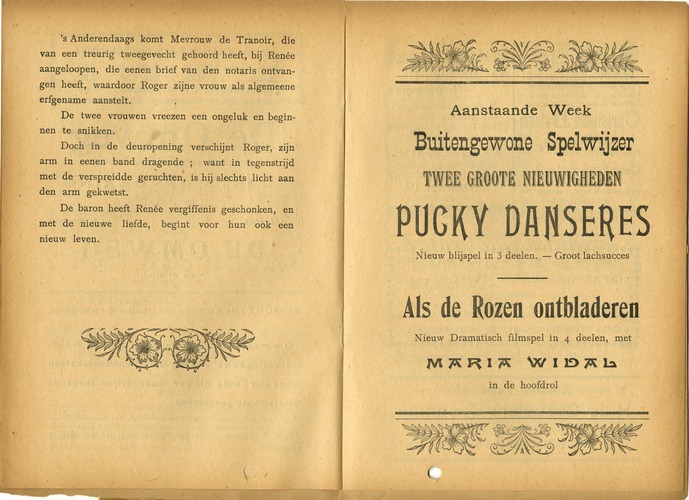 's Anderendaags komt Mevrouw de Tranoir, die
van een treurig tweegevecht gehoord heeft, bij Renée
aangeloopen, die eenen brief van den notaris ontvan-
gen heeft, waardoor Roger zijne vrouw als algemeene
erfgename aanstelt.
De twee vrouwen vreezen een ongeluk en begin-
nen te snikken.
Doch in de deuropening verschijnt Roger, zijn
arm in eenen band dragende ; want in tegenstrijd
met de verspreidde geruchten, is hij slechts licht aan
den arm gekwetst.
De baron heeft Renée vergiffenis geschonken, en
met de nieuwe liefde, begint voor hun ook een
nieuw leven.
Aanstaande Week
Buitengewone Spelwijzer
TWEE GROOTE NIEUWIGHEDEN
PUCKY DANSERES
Nieuw blijspel in 3 deelen. — Groot lachsucces
Als de Rozen ontbladeren
Nieuw Dramatisch filmspel in 4 deelen, met
MARIA WIDAL
in de hoofdrol